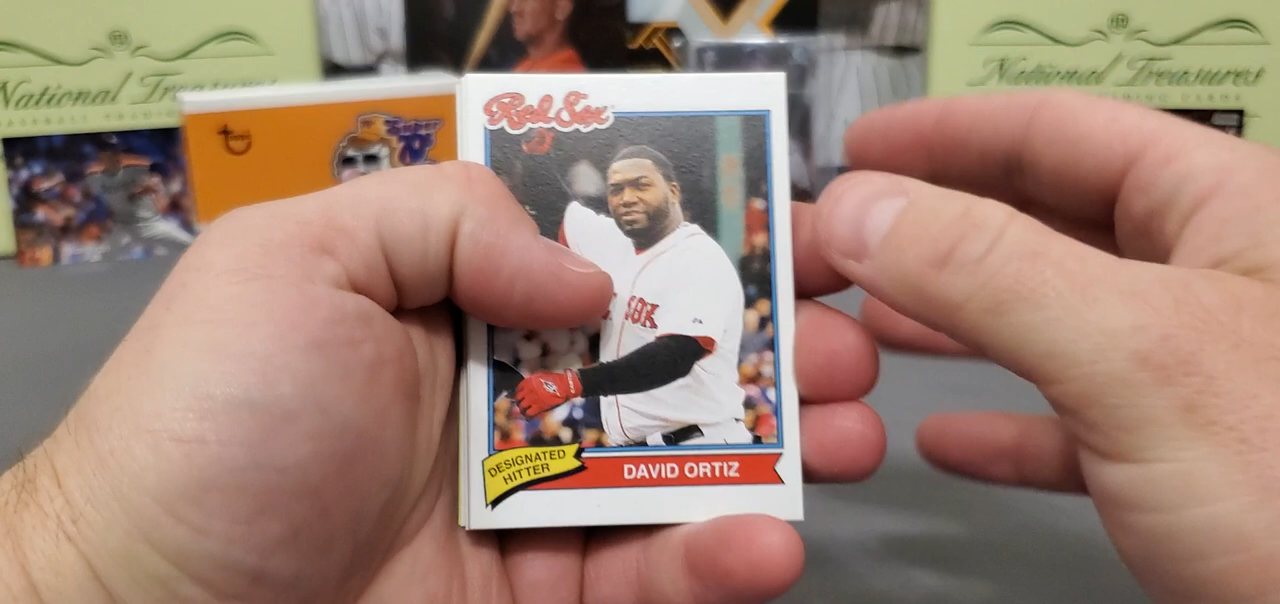 National Treasures
National Treasures
Red Sox
SOX
DESIGNATED
HITTER
DAVID ORTIZ